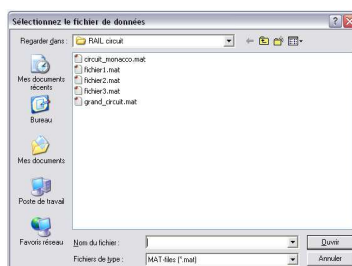 Sélectionnez le fichier de données
Regarder dans :
RAIL circuit
circuit_monacco.mat
fichier1.mat
fichier2.mat
fichier3.mat
grand_circuit.mat
Mes documents
récents
Bureau
Mes documents
Poste de travail
Favoris réseau
Nom du fichier :
Ouvrir
Fichiers de type :
MAT-files (*.mat)
Annuler